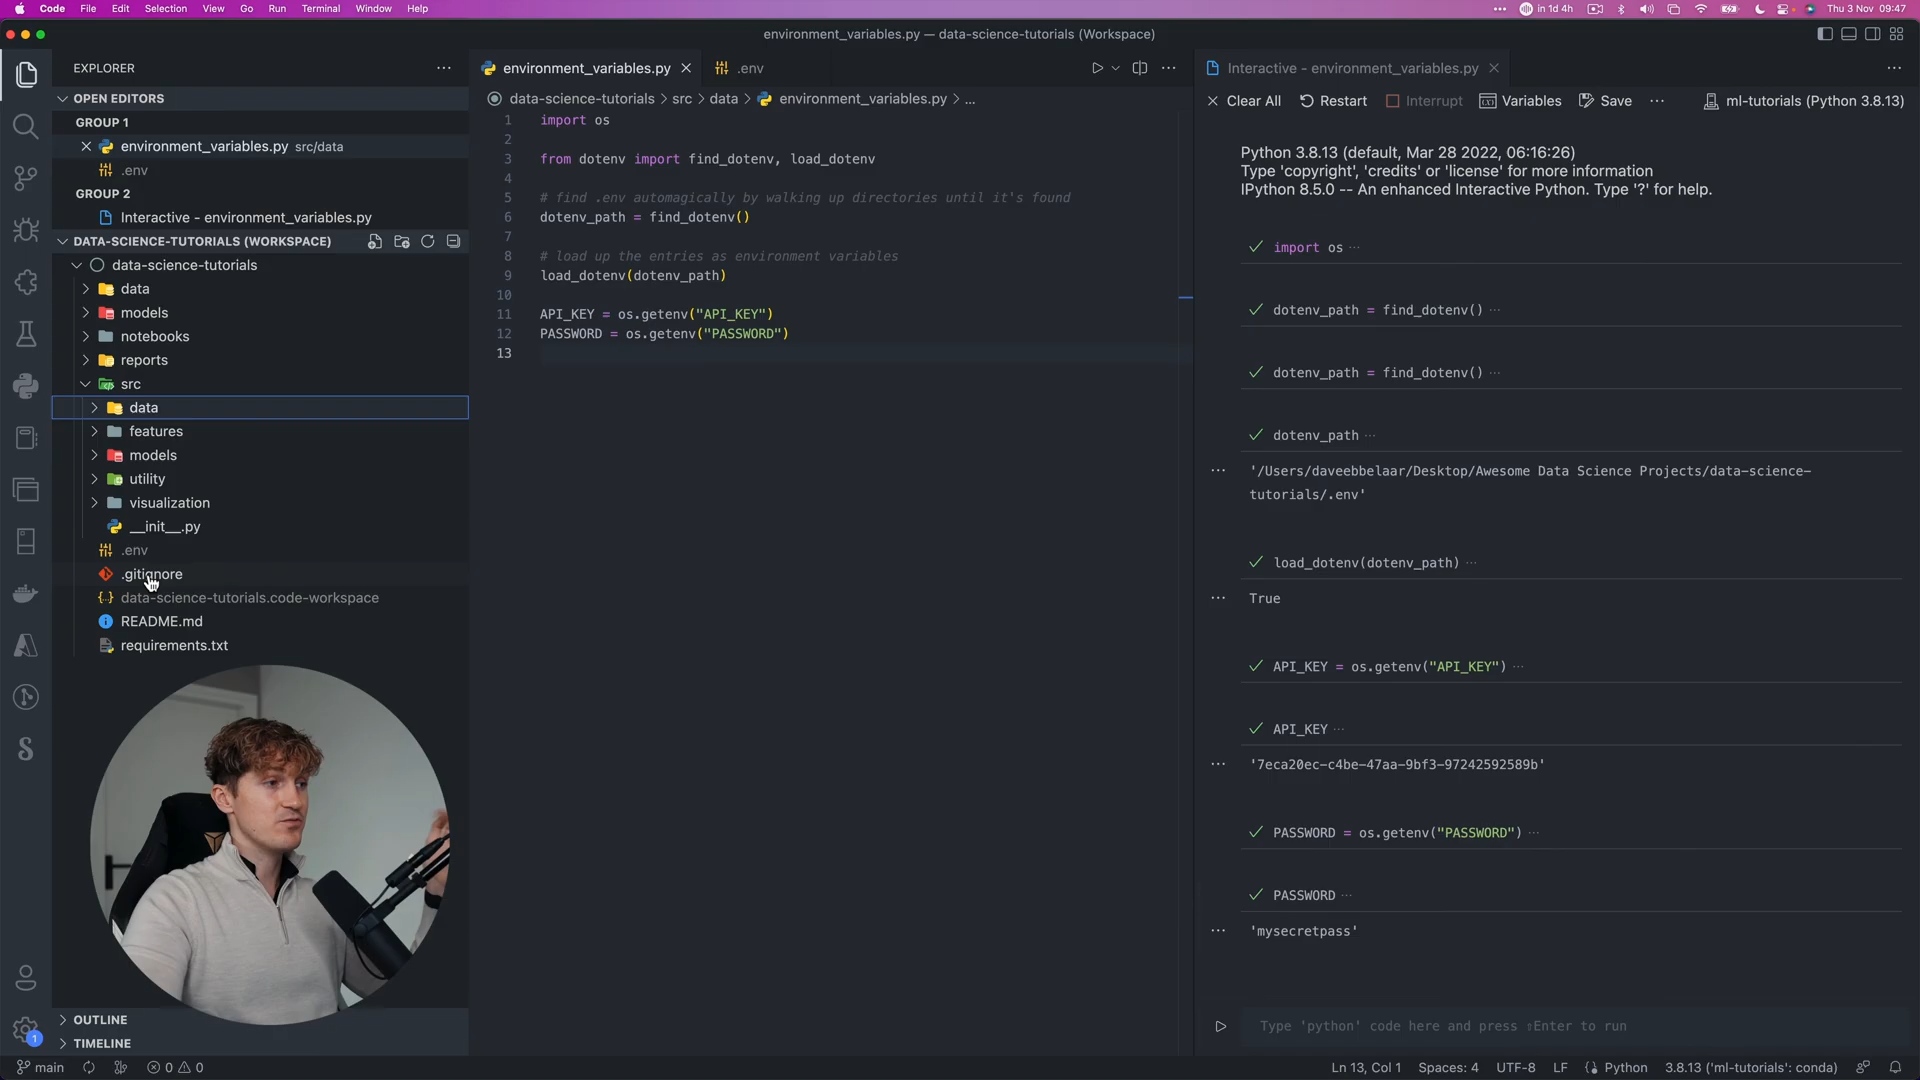 Code File Edit Selection View Go Run Terminal Window Help
in 1d 4h Thu 3 Nov 09:47
environment_variables.py — data-science-tutorials (Workspace)
EXPLORER
OPEN EDITORS
GROUP 1
environment_variables.py src/data
.env
GROUP 2
Interactive - environment_variables.py
DATA-SCIENCE-TUTORIALS (WORKSPACE)
data-science-tutorials
data
models
notebooks
reports
src
data
features
models
utility
visualization
__init__.py
.env
.gitignore
data-science-tutorials.code-workspace
README.md
requirements.txt
OUTLINE
TIMELINE
environment_variables.py .env
data-science-tutorials > src > data > environment_variables.py > ...
1 import os
2
3 from dotenv import find_dotenv, load_dotenv
4
5 # find .env automagically by walking up directories until it's found
6 dotenv_path = find_dotenv()
7
8 # load up the entries as environment variables
9 load_dotenv(dotenv_path)
10
11 API_KEY = os.getenv("API_KEY")
12 PASSWORD = os.getenv("PASSWORD")
13
Interactive - environment_variables.py
Clear All Restart Interrupt Variables Save ··· ml-tutorials (Python 3.8.13)
Python 3.8.13 (default, Mar 28 2022, 06:16:26)
Type 'copyright', 'credits' or 'license' for more information
IPython 8.5.0 -- An enhanced Interactive Python. Type '?' for help.
import os ···
dotenv_path = find_dotenv() ···
dotenv_path = find_dotenv() ···
dotenv_path ···
'/Users/daveebbelaar/Desktop/Awesome Data Science Projects/data-science-
tutorials/.env'
load_dotenv(dotenv_path) ···
True
API_KEY = os.getenv("API_KEY") ···
API_KEY ···
'7eca20ec-c4be-47aa-9bf3-97242592589b'
PASSWORD = os.getenv("PASSWORD") ···
PASSWORD ···
'mysecretpass'
Type 'python' code here and press ⇧Enter to run
1
main 0 0
Ln 13, Col 1 Spaces: 4 UTF-8 LF Python 3.8.13 ('ml-tutorials': conda)